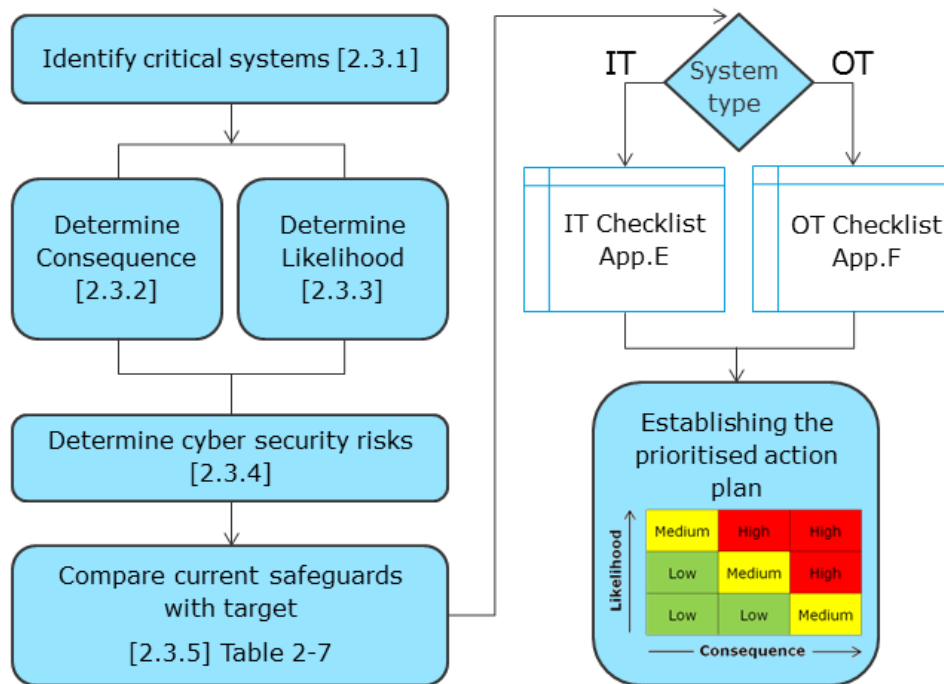 Identify critical systems [2.3.1]
Determine
Consequence
[2.3.2]
Determine
Likelihood
[2.3.3]
Determine cyber security risks
[2.3.4]
Compare current safeguards
with target
[2.3.5] Table 2-7
IT
System
type
OT
IT Checklist
App.E
OT Checklist
App.F
Establishing the
prioritised action
plan
Likelihood
Medium High High
Low Medium High
Low Low Medium
Consequence